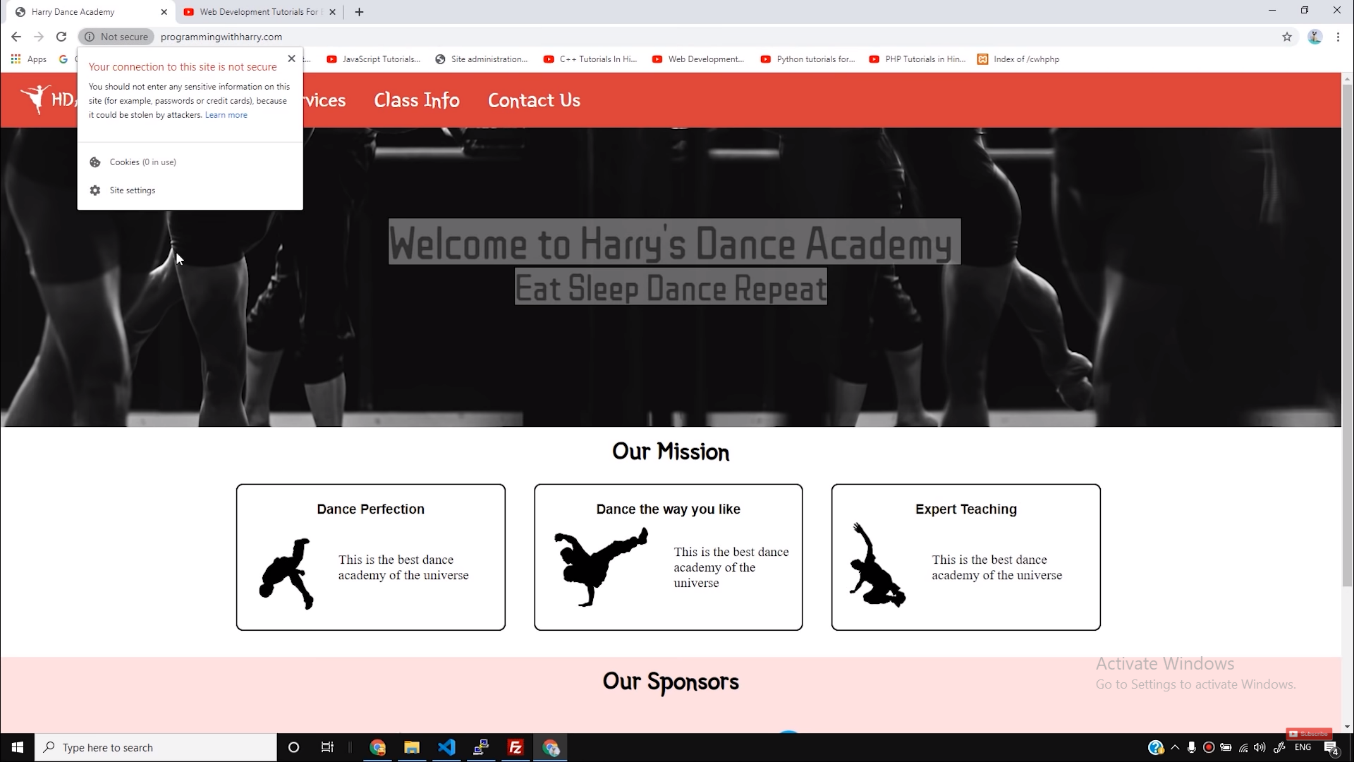 Harry Dance Academy
Web Development Tutorials For
Not secure
programmingwithharry.com
Apps
JavaScript Tutorials...
Site administration...
C++ Tutorials In Hi...
Web Development...
Python tutorials for...
PHP Tutorials in Hin...
Index of /cwhphp
Your connection to this site is not secure
You should not enter any sensitive information on this
site (for example, passwords or credit cards), because
it could be stolen by attackers. Learn more
Cookies (0 in use)
Site settings
Class Info
Contact Us
Welcome to Harry's Dance Academy
Eat Sleep Dance Repeat
Our Mission
Dance Perfection
This is the best dance
academy of the universe
Dance the way you like
This is the best dance
academy of the
universe
Expert Teaching
This is the best dance
academy of the universe
Our Sponsors
Activate Windows
Go to Settings to activate Windows.
Subscribe
Type here to search
ENG
4